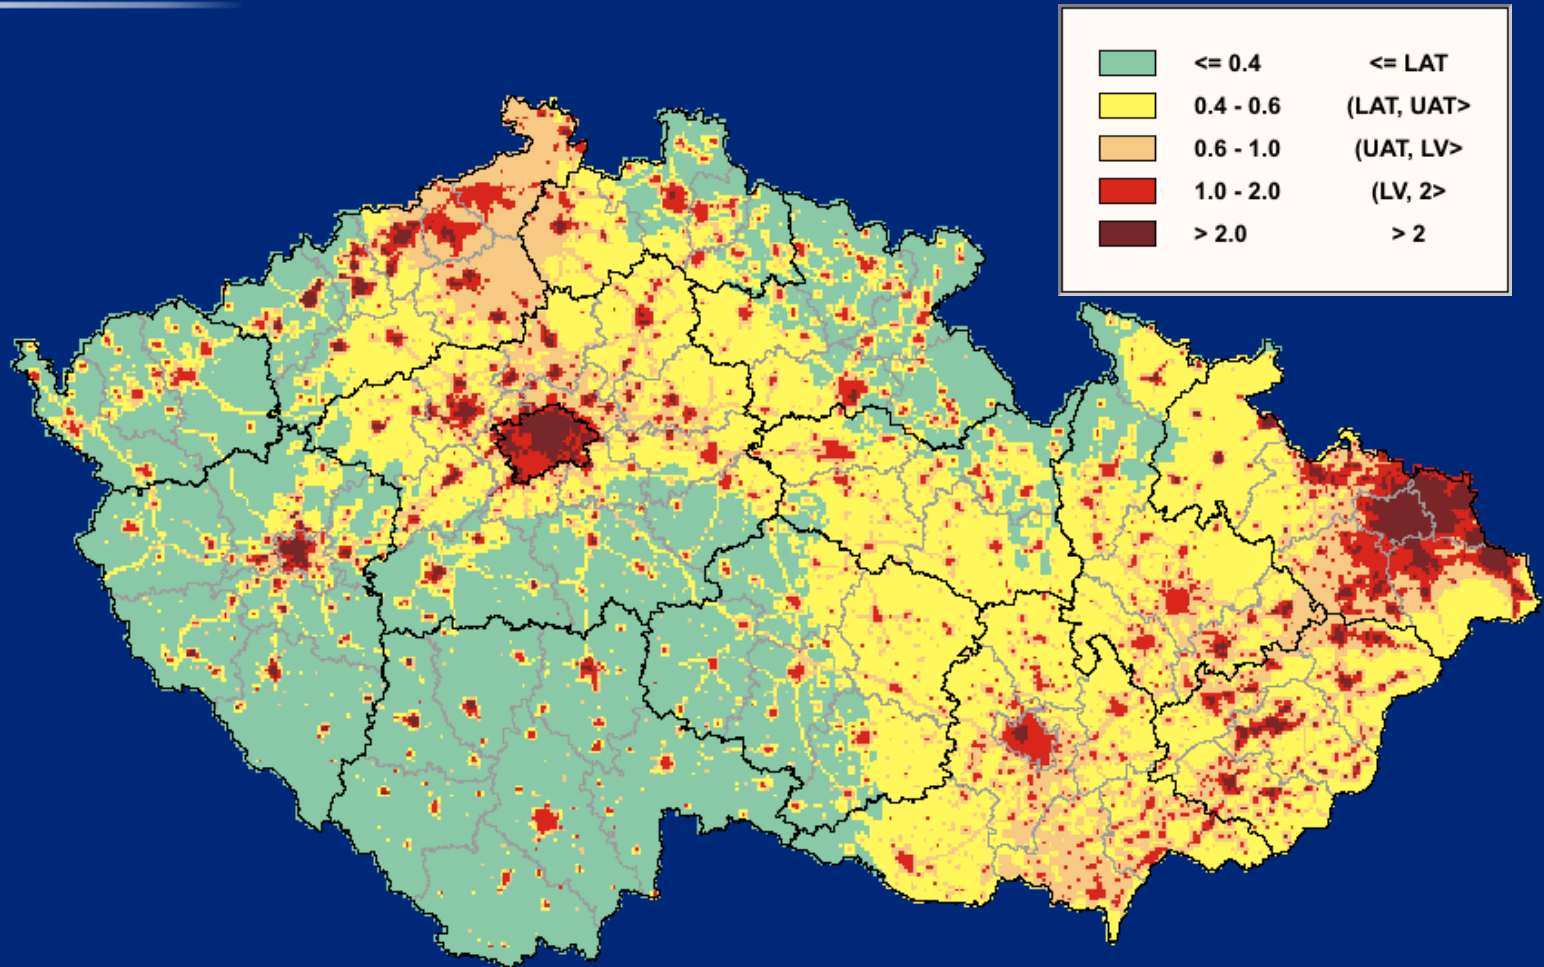 <= 0.4 <= LAT
0.4 - 0.6 (LAT, UAT>
0.6 - 1.0 (UAT, LV>
1.0 - 2.0 (LV, 2>
> 2.0 > 2